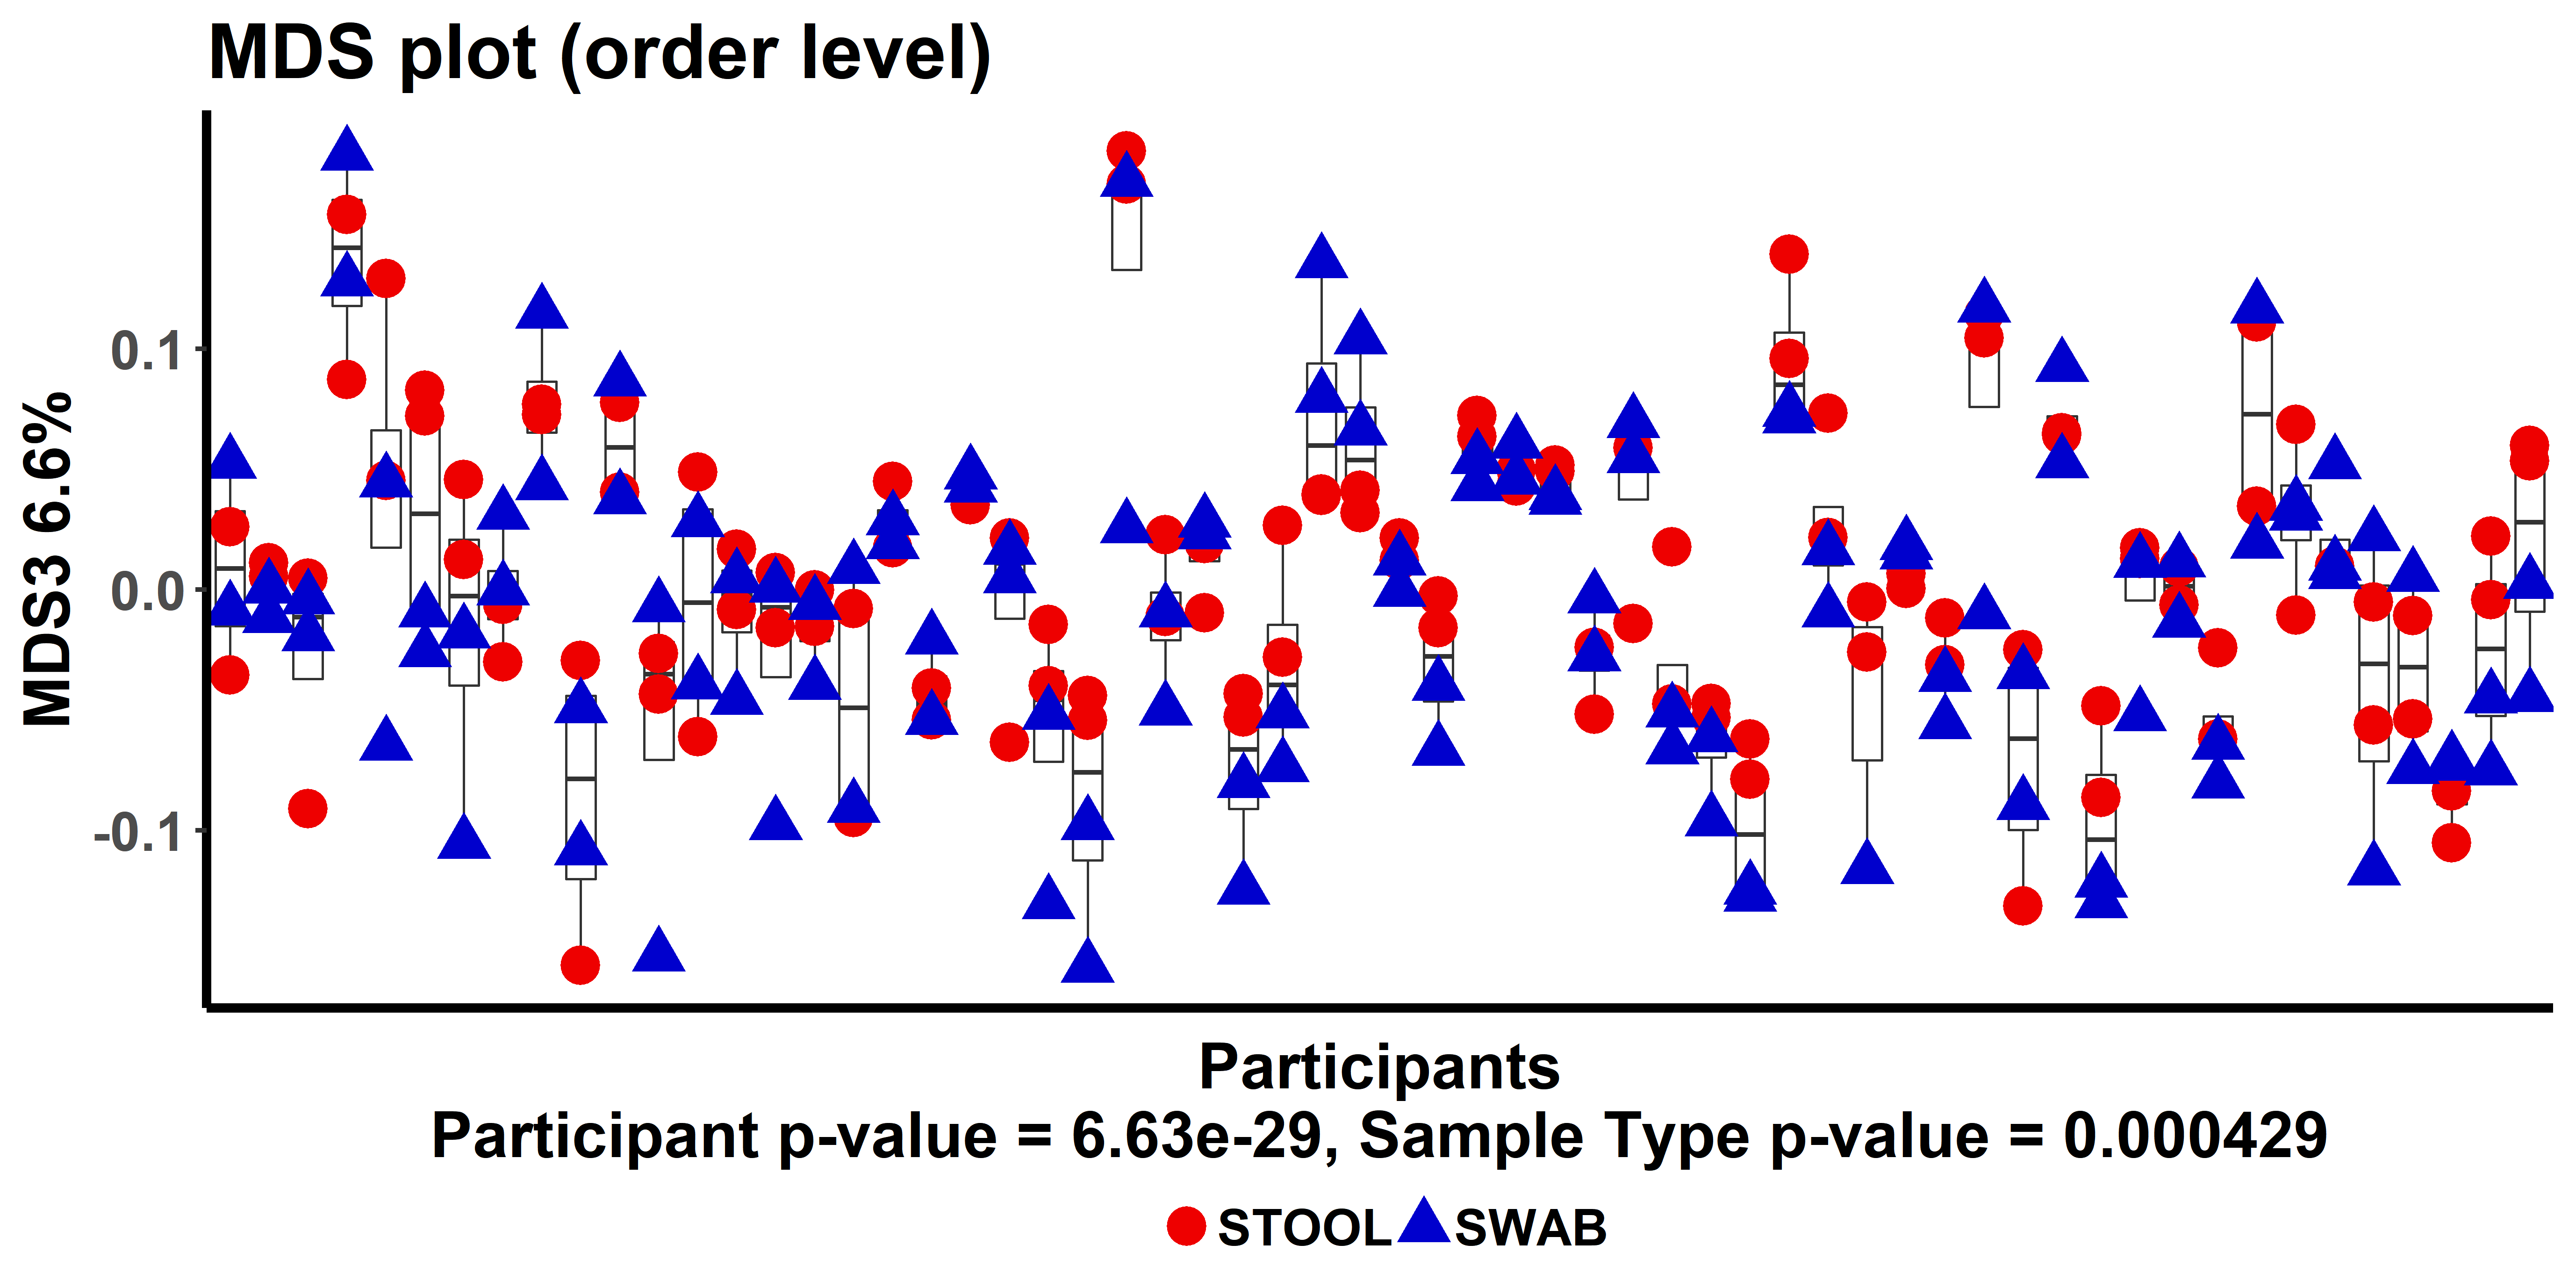 MDS plot (order level)
MDS3 6.6%
0.1
0.0
-0.1
Participants
Participant p-value = 6.63e-29, Sample Type p-value = 0.000429
STOOL SWAB